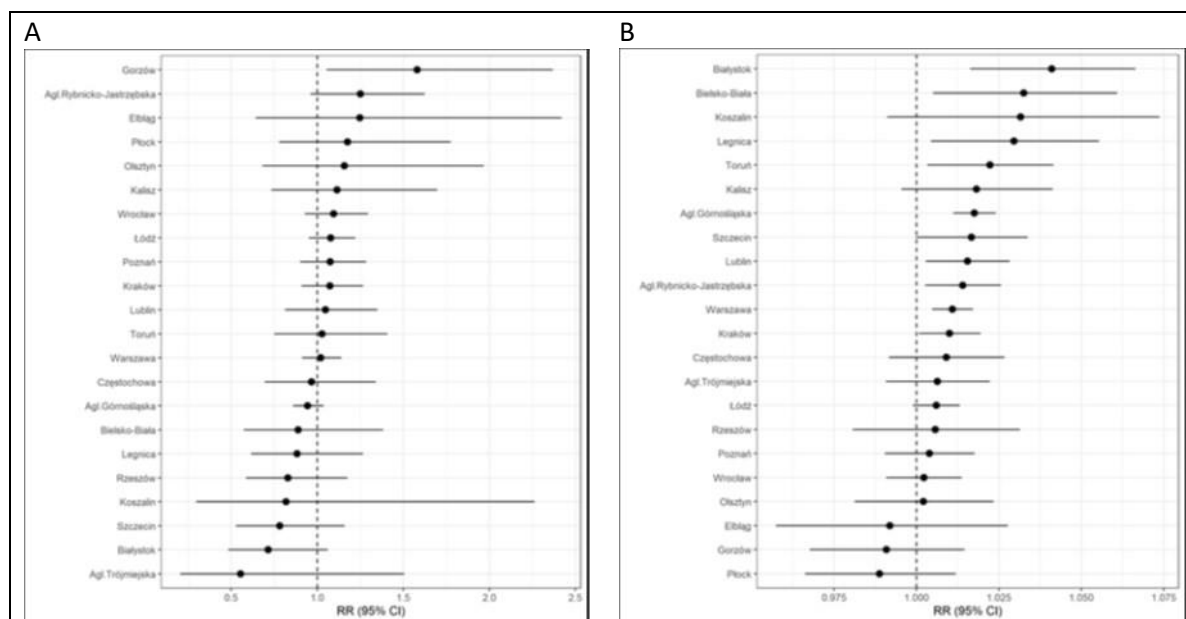 A
Gorzów
Agl.Rybnicko-Jastrzębska
Elbląg
Płock
Olsztyn
Kalisz
Wrocław
Łódź
Poznań
Kraków
Lublin
Toruń
Warszawa
Częstochowa
Agl.Górnośląska
Bielsko-Biała
Legnica
Rzeszów
Koszalin
Szczecin
Białystok
Agl.Trójmiejska
0.5 1.0 1.5 2.0 2.5
RR (95% CI)
B
Białystok
Bielsko-Biała
Koszalin
Legnica
Toruń
Kalisz
Agl.Górnośląska
Szczecin
Lublin
Agl.Rybnicko-Jastrzębska
Warszawa
Kraków
Częstochowa
Agl.Trójmiejska
Łódź
Rzeszów
Poznań
Wrocław
Olsztyn
Elbląg
Gorzów
Płock
0.975 1.000 1.025 1.050 1.075
RR (95% CI)